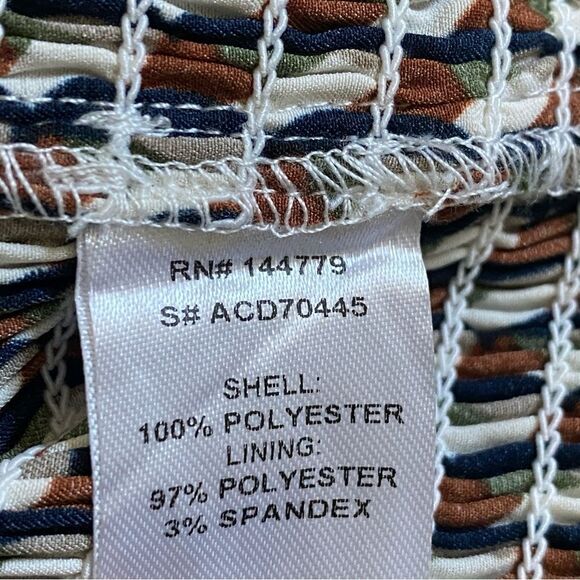 RN# 144779
S# ACD70445
SHELL:
100% POLYESTER
LINING:
97% POLYESTER
3% SPANDEX